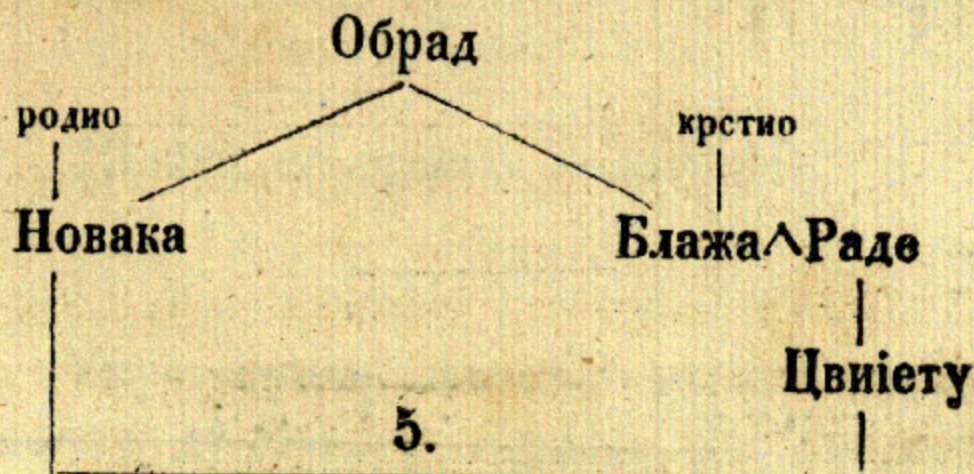 Обрад
родио крстио
Новака Блажа^Раде
Цвиіету
5.